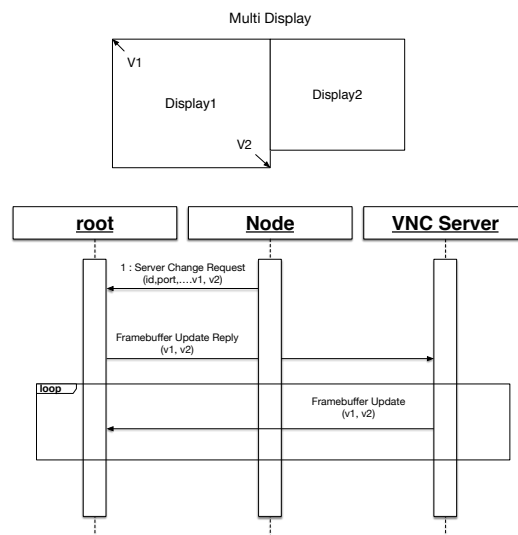 Multi Display
V1
Display1
Display2
V2
root
Node
VNC Server
1 : Server Change Request
(id,port,....v1, v2)
Framebuffer Update Reply
(v1, v2)
loop
Framebuffer Update
(v1, v2)